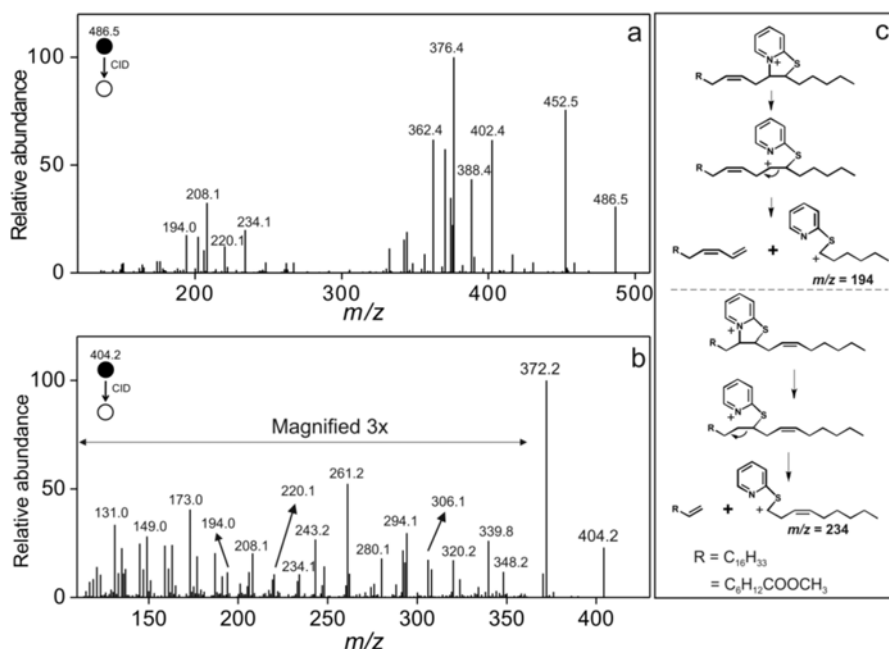 a
486.5
CID
Relative abundance
100
50
0
376.4
452.5
362.4
402.4
388.4
486.5
208.1
194.0
220.1
234.1
200
300
400
500
m/z
b
404.2
CID
Relative abundance
100
50
0
Magnified 3x
372.2
261.2
220.1
306.1
173.0
131.0
149.0
194.0
208.1
234.1
243.2
280.1
294.1
320.2
339.8
348.2
404.2
150
200
250
300
350
400
m/z
c
N
+
S
R
N
S
R
+
N
S
R
+
+
m/z = 194
N
+
S
R
N
+
S
R
N
S
R
+
+
m/z = 234
R = C₁₆H₃₃
= C₆H₁₂COOCH₃